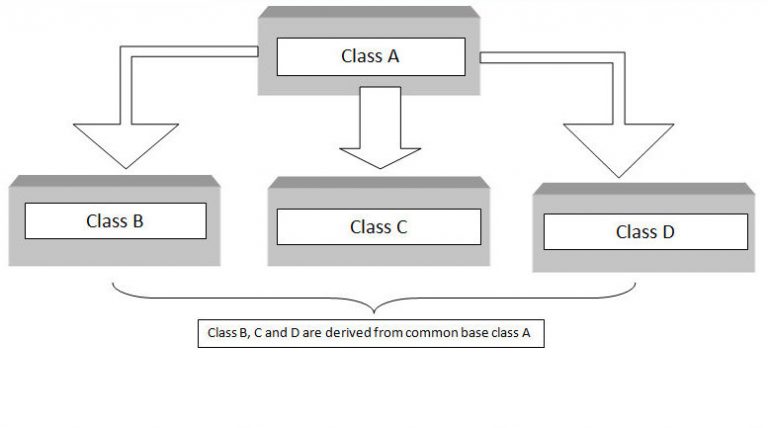 Class A
Class B
Class C
Class D
Class B, C and D are derived from common base class A